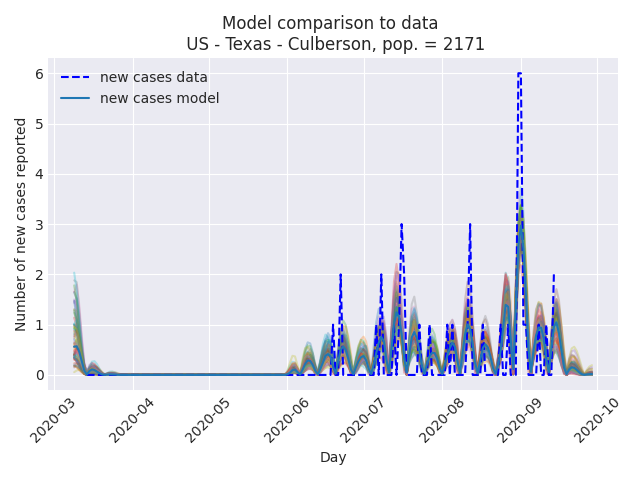 Model comparison to data
US - Texas - Culberson, pop. = 2171
new cases data
new cases model
Number of new cases reported
6
5
4
3
2
1
0
2020-03
2020-04
2020-05
2020-06
2020-07
2020-08
2020-09
2020-10
Day